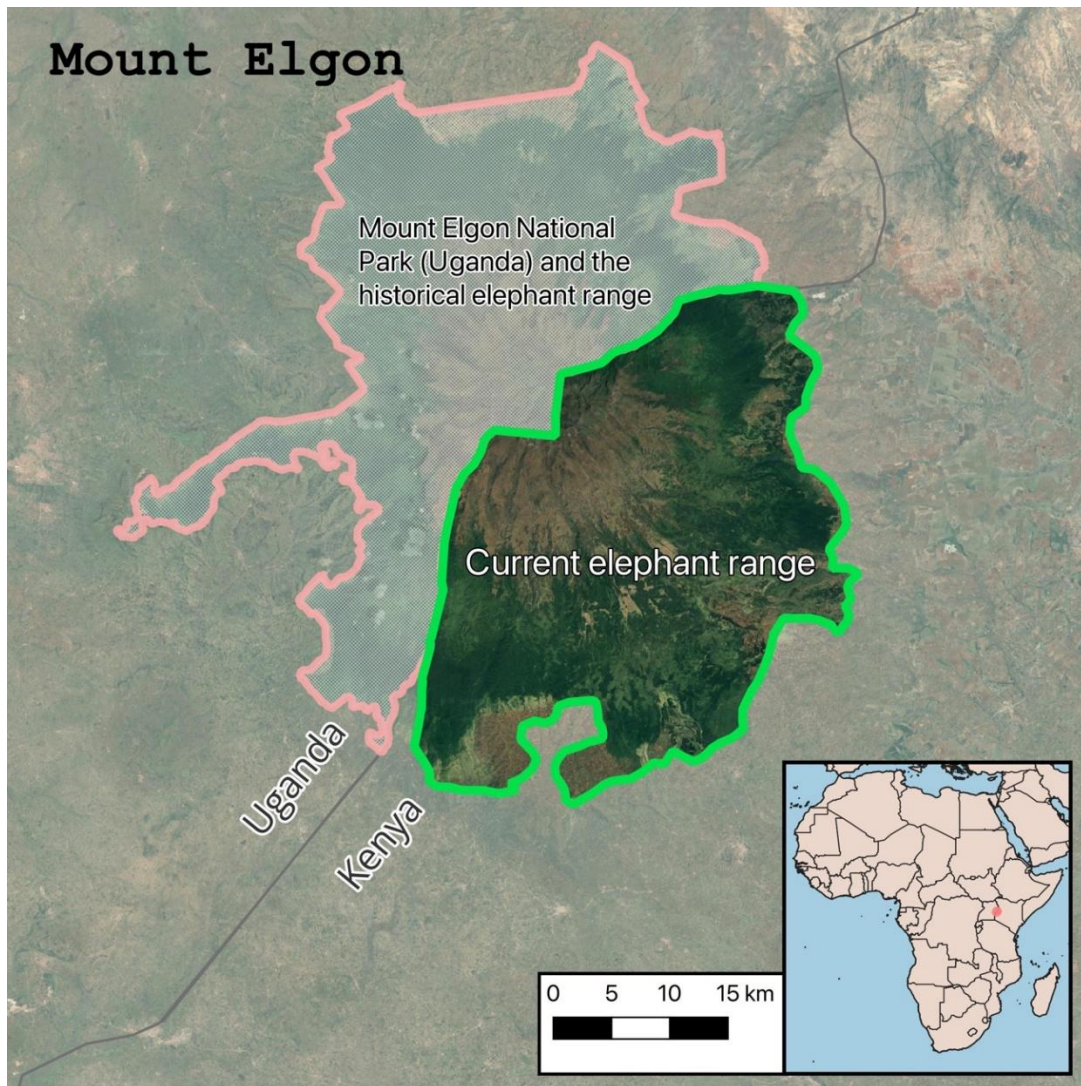 Mount Elgon
Mount Elgon National
Park (Uganda) and the
historical elephant range
Current elephant range
Uganda
Kenya
0 5 10 15 km